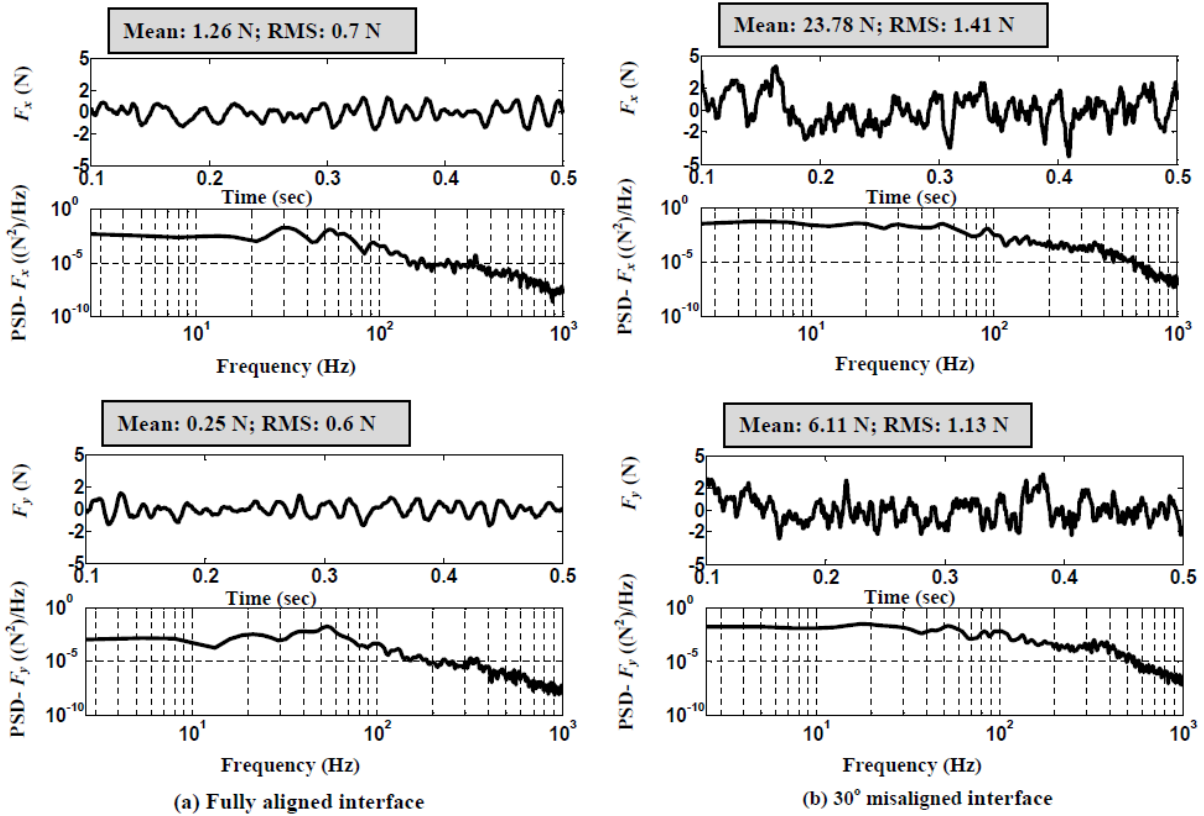 Mean: 1.26 N; RMS: 0.7 N
F_x (N)
5
2
0
-2
-5
0.1 0.2 0.3 0.4 0.5
Time (sec)
PSD- F_x ((N^2)/Hz)
10^0
10^-5
10^-10
10^1 10^2 10^3
Frequency (Hz)
Mean: 23.78 N; RMS: 1.41 N
F_x (N)
5
2
0
-2
-5
0.1 0.2 0.3 0.4 0.5
Time (sec)
PSD- F_x ((N^2)/Hz)
10^0
10^-5
10^-10
10^1 10^2 10^3
Frequency (Hz)
Mean: 0.25 N; RMS: 0.6 N
F_y (N)
5
2
0
-2
-5
0.1 0.2 0.3 0.4 0.5
Time (sec)
PSD- F_y ((N^2)/Hz)
10^0
10^-5
10^-10
10^1 10^2 10^3
Frequency (Hz)
(a) Fully aligned interface
Mean: 6.11 N; RMS: 1.13 N
F_y (N)
5
2
0
-2
-5
0.1 0.2 0.3 0.4 0.5
Time (sec)
PSD- F_y ((N^2)/Hz)
10^0
10^-5
10^-10
10^1 10^2 10^3
Frequency (Hz)
(b) 30° misaligned interface